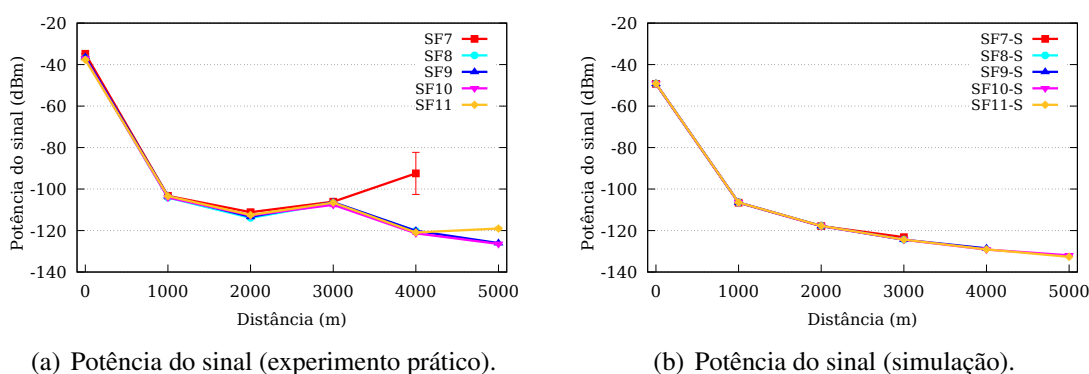 -20
-40
-60
-80
-100
-120
-140
Potência do sinal (dBm)
0 1000 2000 3000 4000 5000
Distância (m)
SF7
SF8
SF9
SF10
SF11
(a) Potência do sinal (experimento prático).
-20
-40
-60
-80
-100
-120
-140
Potência do sinal (dBm)
0 1000 2000 3000 4000 5000
Distância (m)
SF7-S
SF8-S
SF9-S
SF10-S
SF11-S
(b) Potência do sinal (simulação).